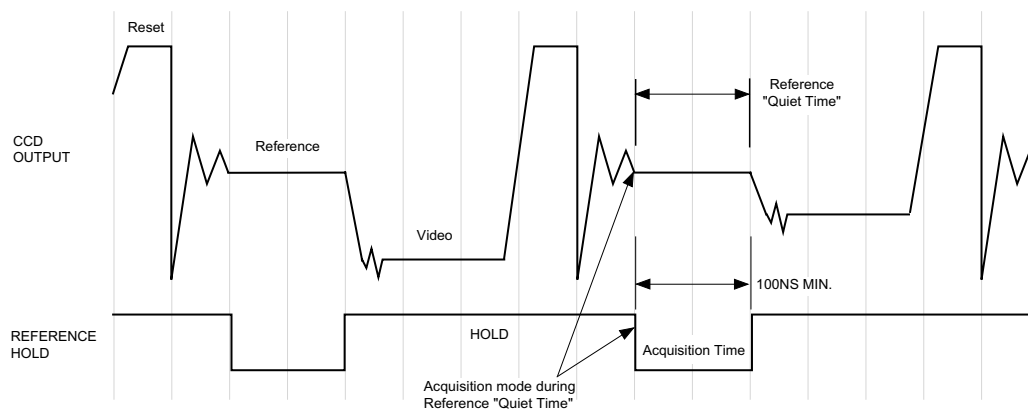 Reset
CCD
OUTPUT
Reference
Video
Reference
"Quiet Time"
100NS MIN.
REFERENCE
HOLD
HOLD
Acquisition Time
Acquisition mode during
Reference "Quiet Time"